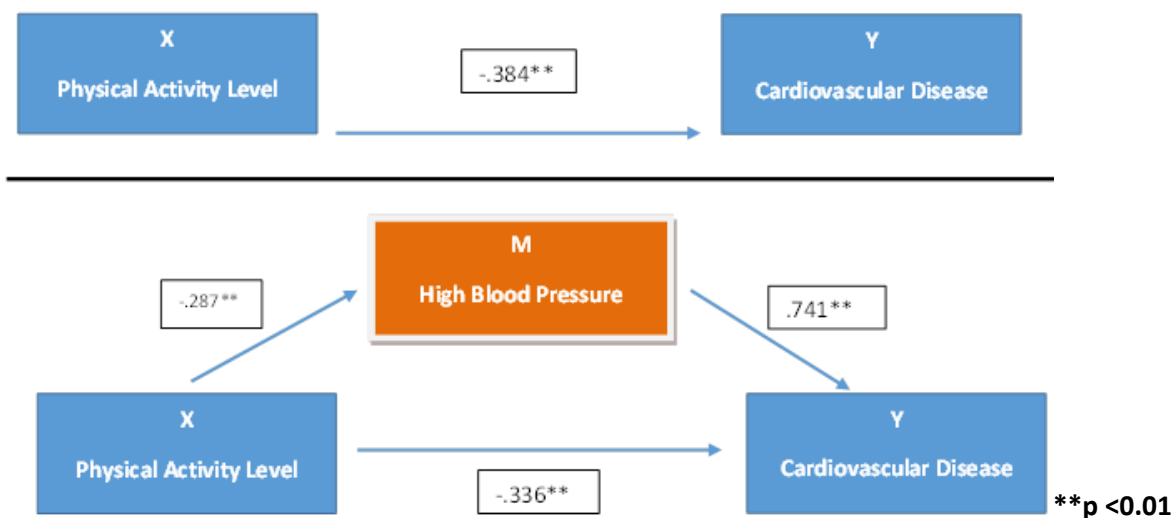 X
Physical Activity Level
-.384**
Y
Cardiovascular Disease
M
High Blood Pressure
-.287**
.741**
X
Physical Activity Level
-.336**
Y
Cardiovascular Disease
**p <0.01